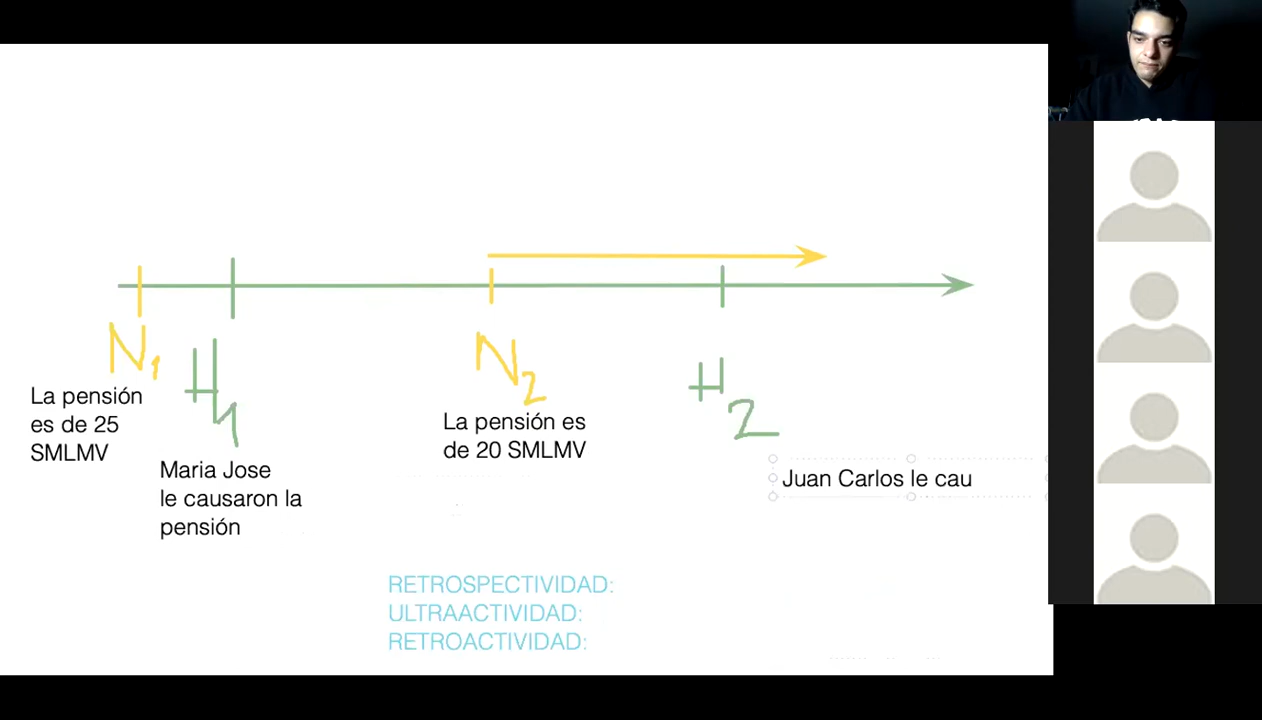 N1
H1
N2
H2
La pensión
es de 25
SMLMV
Maria Jose
le causaron la
pensión
La pensión es
de 20 SMLMV
Juan Carlos le cau
RETROSPECTIVIDAD:
ULTRAACTIVIDAD:
RETROACTIVIDAD: